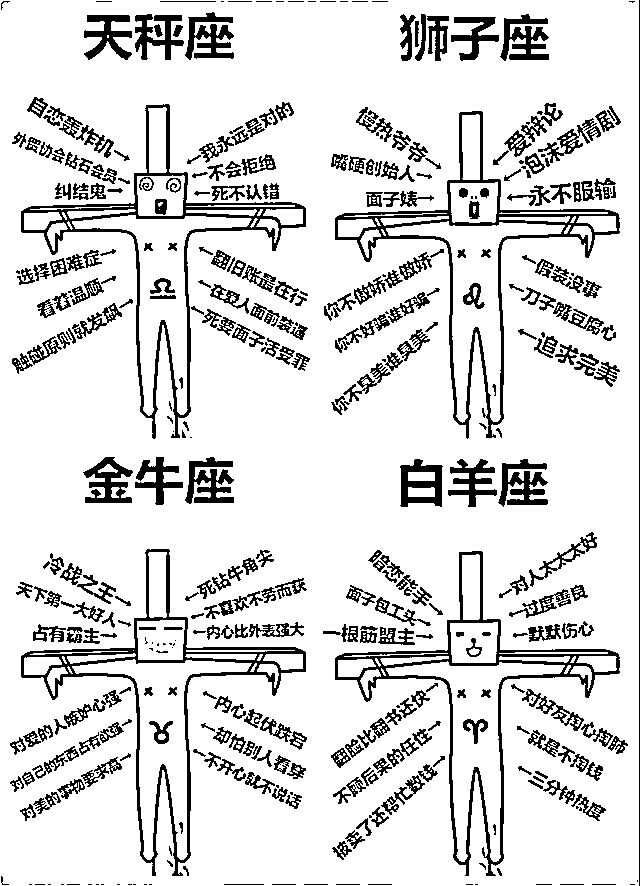 天秤座
自恋轰炸机
外贸协会钻石会员
纠结鬼
我永远是对的
不会拒绝
死不认错
选择困难症
看着温顺
触碰原则就发飙
翻旧账最在行
在爱人面前装逼
死要面子活受罪
狮子座
慢热爷爷
嘴硬创始人
面子婊
爱辩论
泡沫爱情剧
永不服输
你不傲娇谁傲娇
你不好骗谁好骗
你不臭美谁臭美
假装没事
刀子嘴豆腐心
追求完美
金牛座
冷战之王
天下第一大好人
占有霸主
死钻牛角尖
不喜欢不劳而获
内心比外表强大
对爱的人嫉妒心强
对自己的东西占有欲强
对美的事物要求高
内心起伏跌宕
却怕别人看穿
不开心就不说话
白羊座
暗恋能手
面子包工头
一根筋盟主
对人太太太好
过度善良
默默伤心
翻脸比翻书还快
不顾后果的任性
被卖了还帮忙数钱
对好友掏心掏肺
就是不掏钱
三分钟热度